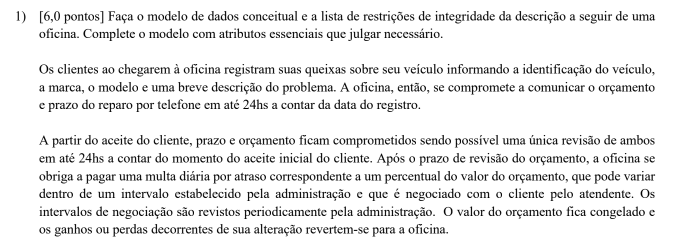 1) [6,0 pontos] Faça o modelo de dados conceitual e a lista de restrições de integridade da descrição a seguir de uma
oficina. Complete o modelo com atributos essenciais que julgar necessário.
Os clientes ao chegarem à oficina registram suas queixas sobre seu veículo informando a identificação do veículo,
a marca, o modelo e uma breve descrição do problema. A oficina, então, se compromete a comunicar o orçamento
e prazo do reparo por telefone em até 24hs a contar da data do registro.
A partir do aceite do cliente, prazo e orçamento ficam comprometidos sendo possível uma única revisão de ambos
em até 24hs a contar do momento do aceite inicial do cliente. Após o prazo de revisão do orçamento, a oficina se
obriga a pagar uma multa diária por atraso correspondente a um percentual do valor do orçamento, que pode variar
dentro de um intervalo estabelecido pela administração e que é negociado com o cliente pelo atendente. Os
intervalos de negociação são revistos periodicamente pela administração. O valor do orçamento fica congelado e
os ganhos ou perdas decorrentes de sua alteração revertem-se para a oficina.